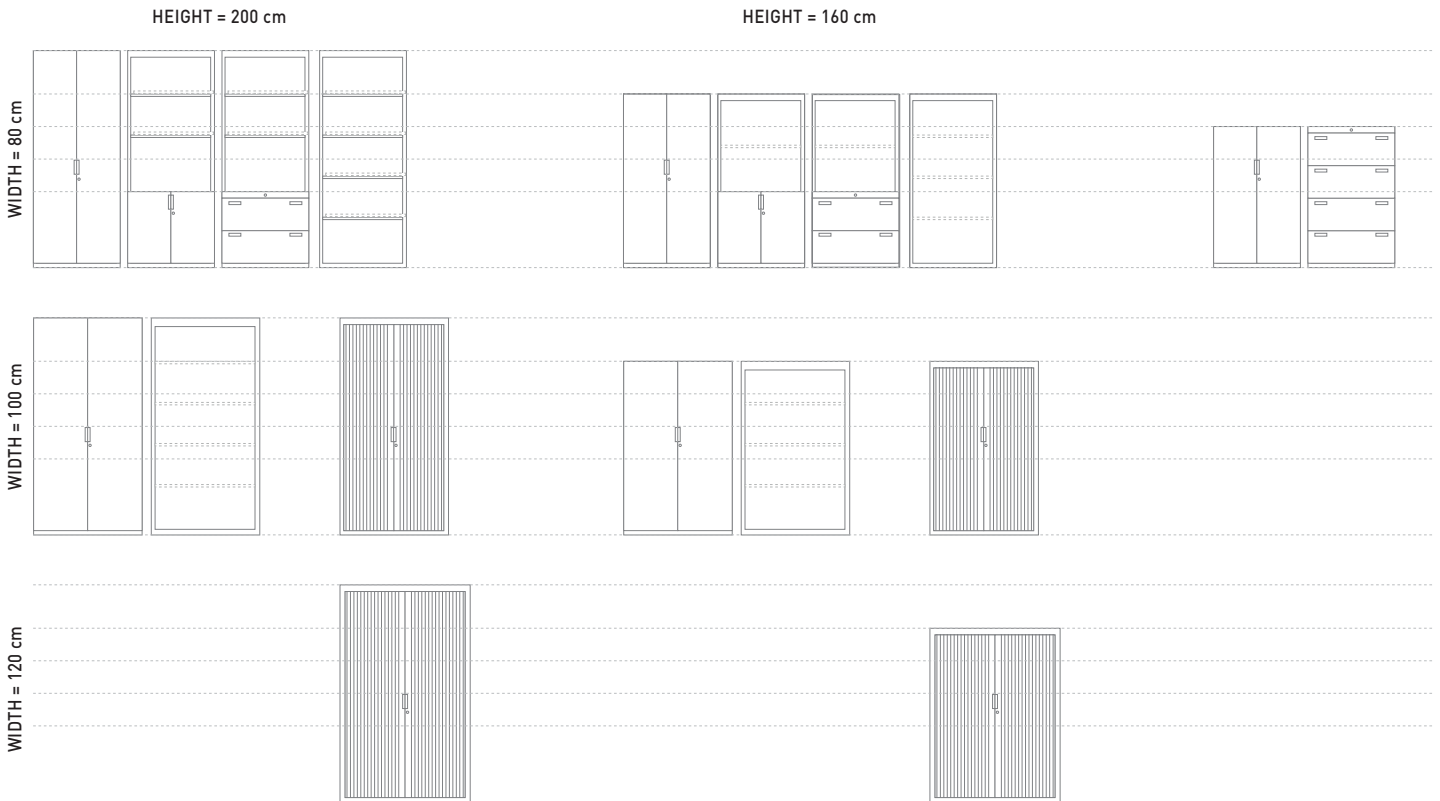 HEIGHT = 200 cm
HEIGHT = 160 cm
WIDTH = 80 cm
WIDTH = 100 cm
WIDTH = 120 cm